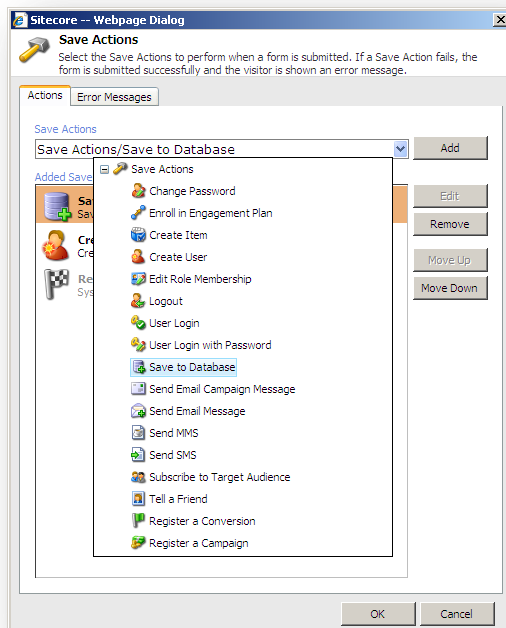 Sitecore -- Webpage Dialog
Save Actions
Select the Save Actions to perform when a form is submitted. If a Save Action fails, the
form is submitted successfully and the visitor is shown an error message.
Actions
Error Messages
Save Actions
Save Actions/Save to Database
Add
Added Save
Save Actions
Change Password
Enroll in Engagement Plan
Create Item
Create User
Edit Role Membership
Logout
User Login
User Login with Password
Save to Database
Send Email Campaign Message
Send Email Message
Send MMS
Send SMS
Subscribe to Target Audience
Tell a Friend
Register a Conversion
Register a Campaign
Edit
Remove
Move Up
Move Down
OK
Cancel